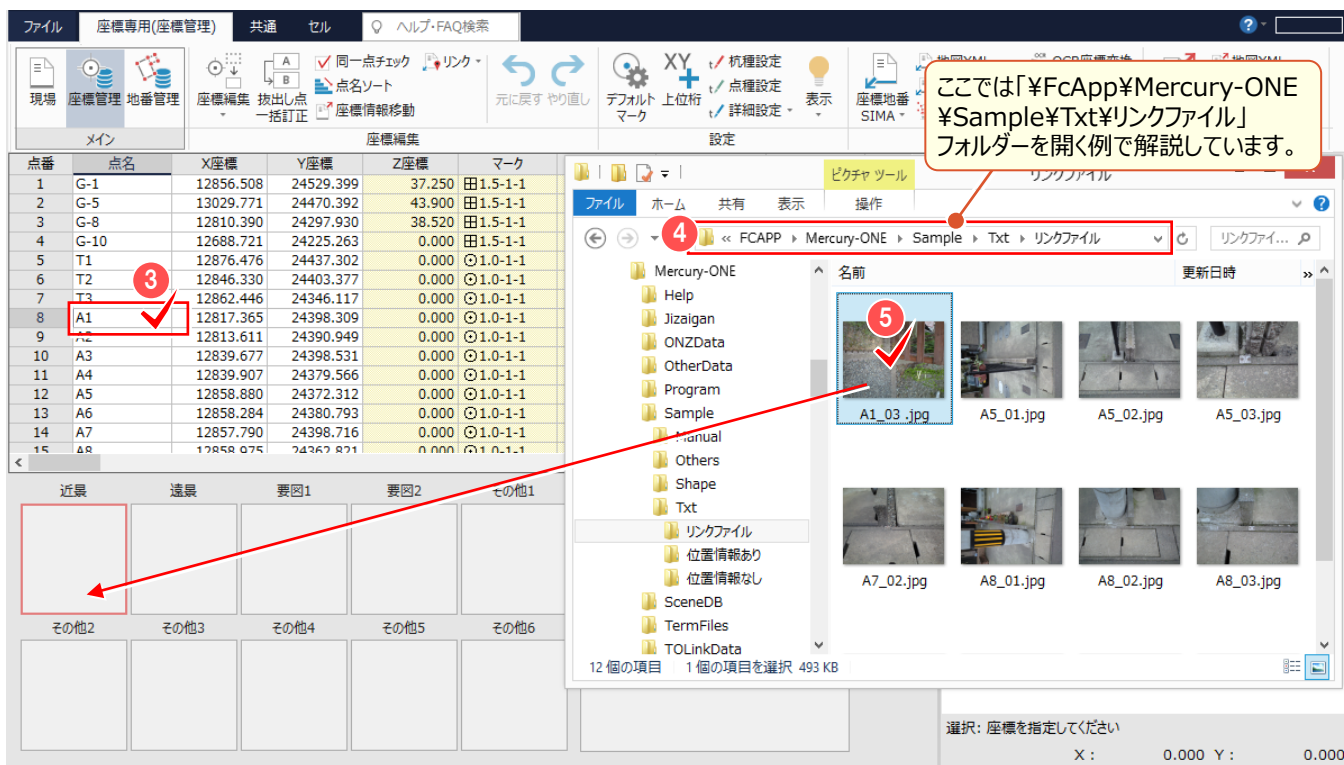 ファイル 座標専用(座標管理) 共通 セル ヘルプ・FAQ検索
現場 座標管理 地番管理 座標編集 抜出し点一括訂正 同一点チェック リンク 点名ソート 座標情報移動 元に戻す やり直し デフォルトマーク 上位桁 杭種設定 点種設定 詳細設定 表示 座標地番SIMA
メイン 座標編集 設定
ここでは「¥FcApp¥Mercury-ONE
¥Sample¥Txt¥リンクファイル」
フォルダーを開く例で解説しています。
点番 点名 X座標 Y座標 Z座標 マーク
1 G-1 12856.508 24529.399 37.250 1.5-1-1
2 G-5 13029.771 24470.392 43.900 1.5-1-1
3 G-8 12810.390 24297.930 38.520 1.5-1-1
4 G-10 12688.721 24225.263 0.000 1.5-1-1
5 T1 12876.476 24437.302 0.000 1.0-1-1
6 T2 12846.330 24403.377 0.000 1.0-1-1
7 T3 12862.446 24346.117 0.000 1.0-1-1
8 A1 12817.365 24398.309 0.000 1.0-1-1
9 A2 12813.611 24390.949 0.000 1.0-1-1
10 A3 12839.677 24398.531 0.000 1.0-1-1
11 A4 12839.907 24379.566 0.000 1.0-1-1
12 A5 12858.880 24372.312 0.000 1.0-1-1
13 A6 12858.284 24380.793 0.000 1.0-1-1
14 A7 12857.790 24398.716 0.000 1.0-1-1
15 A8 12858.975 24362.821 0.000 1.0-1-1
3
近景 遠景 要図1 要図2 その他1
その他2 その他3 その他4 その他5 その他6
ピクチャ ツール リンクファイル
ファイル ホーム 共有 表示 操作
4
« FCAPP Mercury-ONE Sample Txt リンクファイル
リンクファイ...
Mercury-ONE
Help
Jizaigan
ONZData
OtherData
Program
Sample
Manual
Others
Shape
Txt
リンクファイル
位置情報あり
位置情報なし
SceneDB
TermFiles
TOLinkData
名前 更新日時 »
5
A1_03 .jpg A5_01.jpg A5_02.jpg A5_03.jpg
A7_02.jpg A8_01.jpg A8_02.jpg A8_03.jpg
12 個の項目 1 個の項目を選択 493 KB
選択: 座標を指定してください
X : 0.000 Y : 0.000